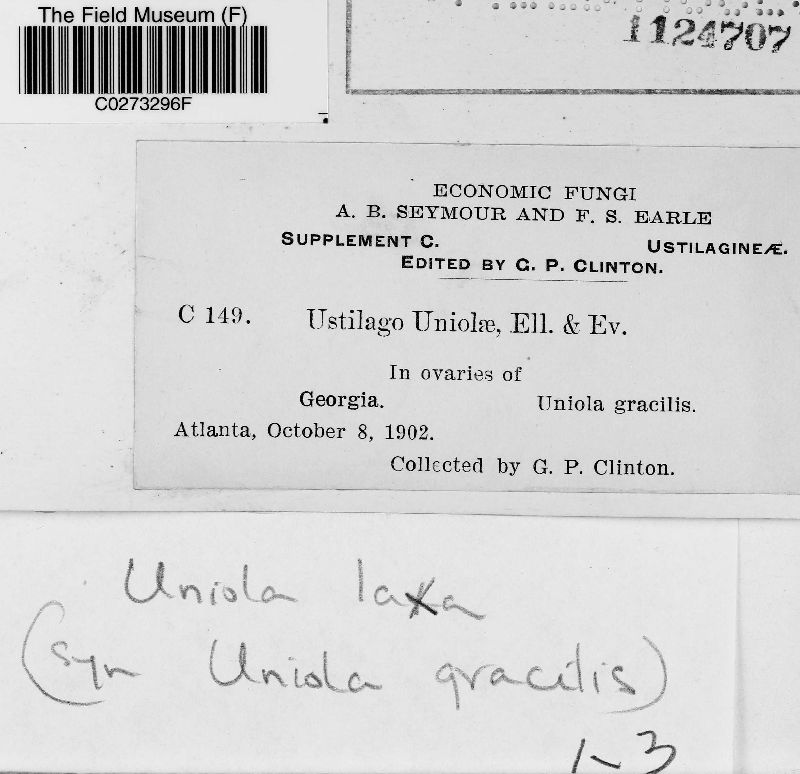 The Field Museum (F)
C0273296F
1124707
ECONOMIC FUNGI
A. B. SEYMOUR AND F. S. EARLE
SUPPLEMENT C. USTILAGINEÆ.
EDITED BY G. P. CLINTON.
C 149. Ustilago Uniolæ, Ell. & Ev.
In ovaries of
Georgia. Uniola gracilis.
Atlanta, October 8, 1902.
Collected by G. P. Clinton.
Uniola laxa
(syn Uniola gracilis)